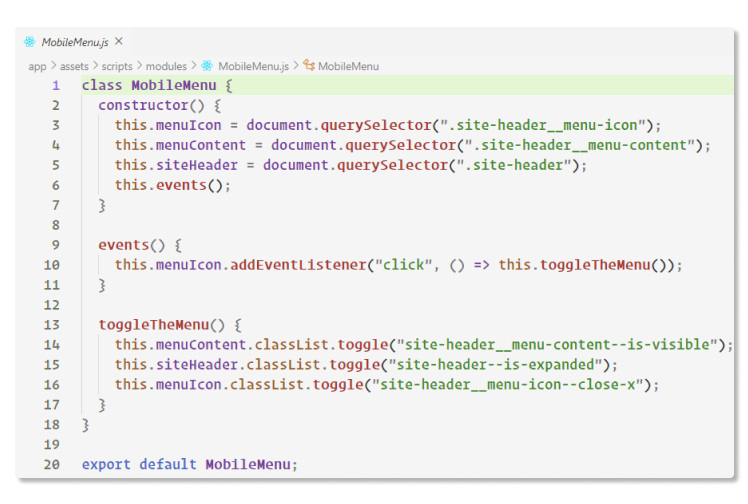 MobileMenu.js ×
app > assets > scripts > modules > MobileMenu.js > MobileMenu
1 class MobileMenu {
2   constructor() {
3     this.menuIcon = document.querySelector(".site-header__menu-icon");
4     this.menuContent = document.querySelector(".site-header__menu-content");
5     this.siteHeader = document.querySelector(".site-header");
6     this.events();
7   }
8
9   events() {
10     this.menuIcon.addEventListener("click", () => this.toggleTheMenu());
11   }
12
13   toggleTheMenu() {
14     this.menuContent.classList.toggle("site-header__menu-content--is-visible");
15     this.siteHeader.classList.toggle("site-header--is-expanded");
16     this.menuIcon.classList.toggle("site-header__menu-icon--close-x");
17   }
18 }
19
20 export default MobileMenu;